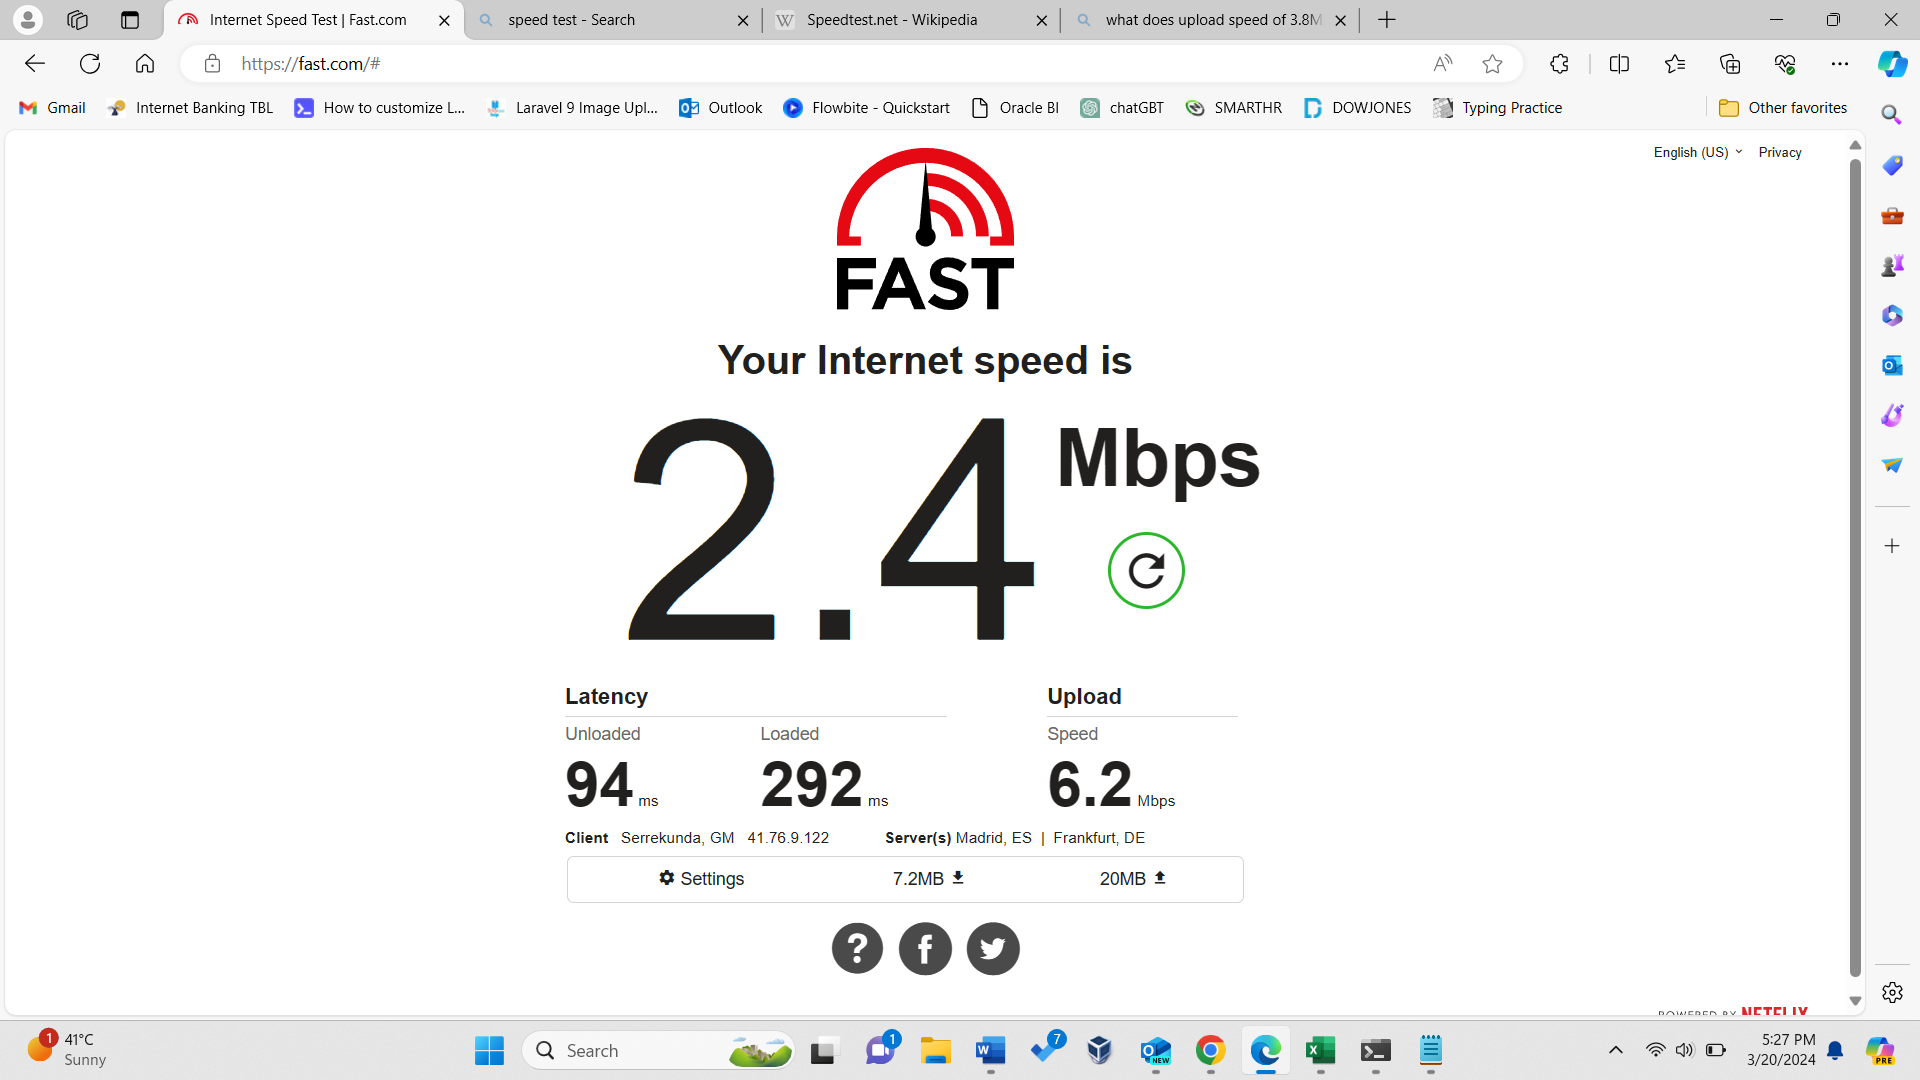 Internet Speed Test | Fast.com
speed test - Search
W Speedtest.net - Wikipedia
what does upload speed of 3.8M
https://fast.com/#
Gmail Internet Banking TBL How to customize L... Laravel 9 Image Upl... Outlook Flowbite - Quickstart Oracle BI chatGBT SMARTHR DOWJONES Typing Practice Other favorites
English (US) Privacy
FAST
Your Internet speed is
2.4 Mbps
Latency Upload
Unloaded Loaded Speed
94 ms 292 ms 6.2 Mbps
Client Serrekunda, GM 41.76.9.122 Server(s) Madrid, ES | Frankfurt, DE
Settings 7.2MB 20MB
POWERED BY NETFLIX
1 41°C
Sunny
Search
1
7
NEW
5:27 PM
3/20/2024
PRE